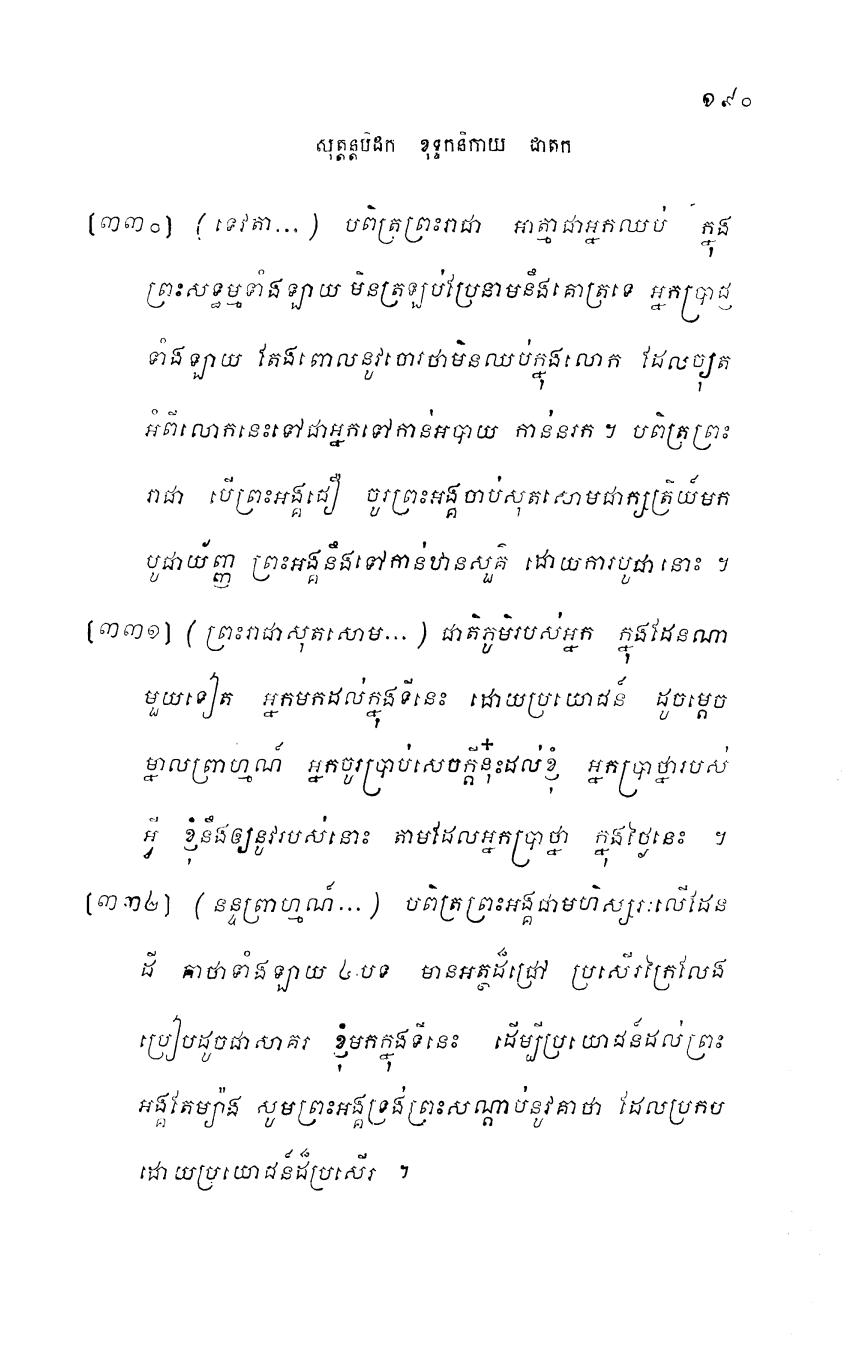 ១៩០
សុត្តន្តបិដក ខុទ្ទកនិកាយ ជាតក
[៣៣០] (ទេវតា...) បពិត្រព្រះរាជា អាត្មាជាអ្នកឈប់ ក្នុង
ព្រះសទ្ធម្មទាំងឡាយ មិនត្រឡប់ប្រែនាមនឹងគោត្រទេ អ្នកប្រាជ្ញ
ទាំងឡាយ តែងពោលនូវចោរថាមិនឈប់ក្នុងលោក ដែលច្យុត
អំពីលោកនេះទៅជាអ្នកទៅកាន់អបាយ កាន់នរក ។ បពិត្រព្រះ
រាជា បើព្រះអង្គជឿ ចូរព្រះអង្គចាប់សុតសោមជាក្សត្រិយ៍មក
បូជាយ័ញ្ញ ព្រះអង្គនឹងទៅកាន់ឋានសួគ៌ ដោយការបូជានោះ ។
[៣៣១] (ព្រះរាជាសុតសោម...) ជាតិភូមិរបស់អ្នក ក្នុងដែនណា
មួយទៀត អ្នកមកដល់ក្នុងទីនេះ ដោយប្រយោជន៍ ដូចម្តេច
ម្នាលព្រាហ្មណ៍ អ្នកចូរប្រាប់សេចក្តីនុ៎ះដល់ខ្ញុំ អ្នកប្រាថ្នារបស់
អ្វី ខ្ញុំនឹងឲ្យនូវរបស់នោះ តាមដែលអ្នកប្រាថ្នា ក្នុងថ្ងៃនេះ ។
[៣៣២] (នន្ទព្រាហ្មណ៍...) បពិត្រព្រះអង្គជាមហិស្សរៈលើដែន
ដី គាថាទាំងឡាយ ៤ បទ មានអត្ថដ៏ជ្រៅ ប្រសើរក្រៃលែង
ប្រៀបដូចជាសាគរ ខ្ញុំមកក្នុងទីនេះ ដើម្បីប្រយោជន៍ដល់ព្រះ
អង្គតែម្យ៉ាង សូមព្រះអង្គទ្រង់ព្រះសណ្តាប់នូវគាថា ដែលប្រកប
ដោយប្រយោជន៍ដ៏ប្រសើរ ។